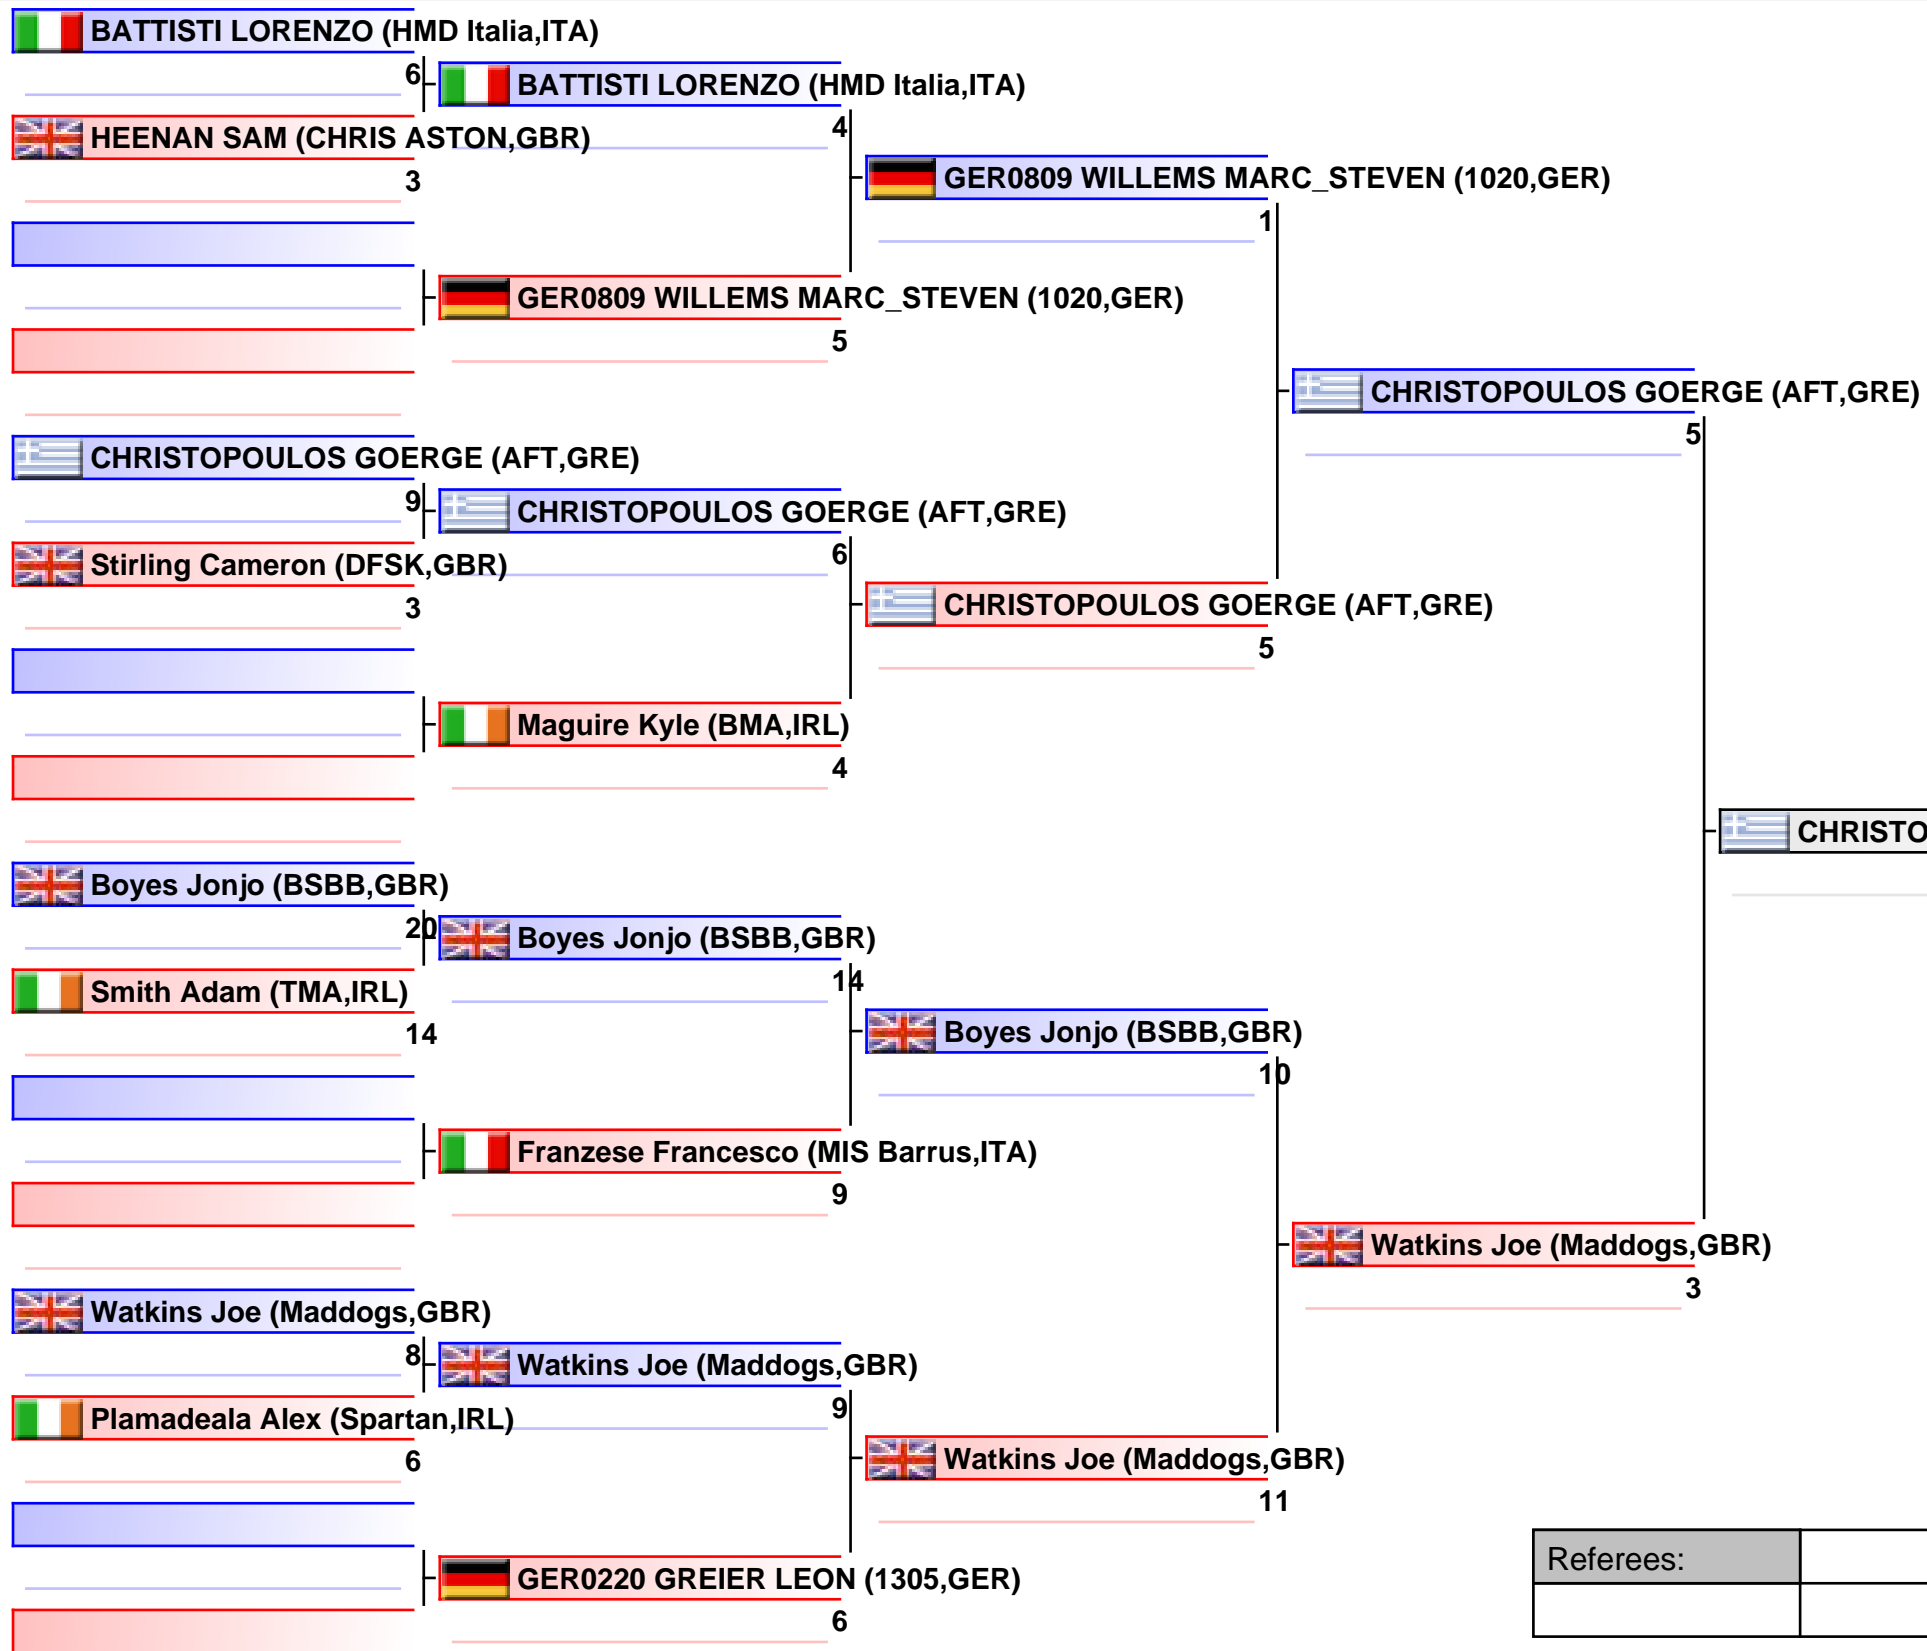 BATTISTI LORENZO (HMD Italia,ITA)
6
BATTISTI LORENZO (HMD Italia,ITA)
4
HEENAN SAM (CHRIS ASTON,GBR)
3
GER0809 WILLEMS MARC_STEVEN (1020,GER)
1
GER0809 WILLEMS MARC_STEVEN (1020,GER)
5
CHRISTOPOULOS GOERGE (AFT,GRE)
5
CHRISTOPOULOS GOERGE (AFT,GRE)
9
CHRISTOPOULOS GOERGE (AFT,GRE)
6
Stirling Cameron (DFSK,GBR)
3
CHRISTOPOULOS GOERGE (AFT,GRE)
5
Maguire Kyle (BMA,IRL)
4
CHRISTO
Boyes Jonjo (BSBB,GBR)
20
Boyes Jonjo (BSBB,GBR)
14
Smith Adam (TMA,IRL)
14
Boyes Jonjo (BSBB,GBR)
10
Franzese Francesco (MIS Barrus,ITA)
9
Watkins Joe (Maddogs,GBR)
3
Watkins Joe (Maddogs,GBR)
8
Watkins Joe (Maddogs,GBR)
9
Plamadeala Alex (Spartan,IRL)
6
Watkins Joe (Maddogs,GBR)
11
GER0220 GREIER LEON (1305,GER)
6
Referees: